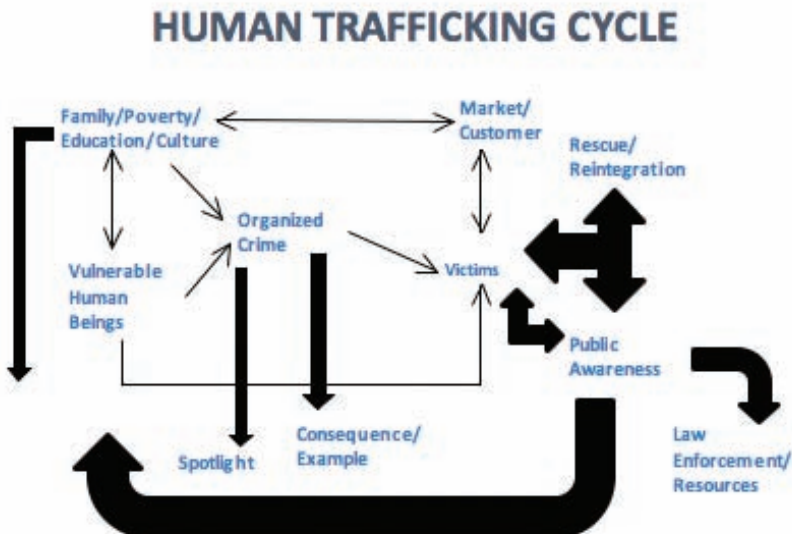 HUMAN TRAFFICKING CYCLE
Family/Poverty/
Education/Culture
Market/
Customer
Rescue/
Reintegration
Organized
Crime
Vulnerable
Human
Beings
Victims
Public
Awareness
Consequence/
Example
Spotlight
Law
Enforcement/
Resources